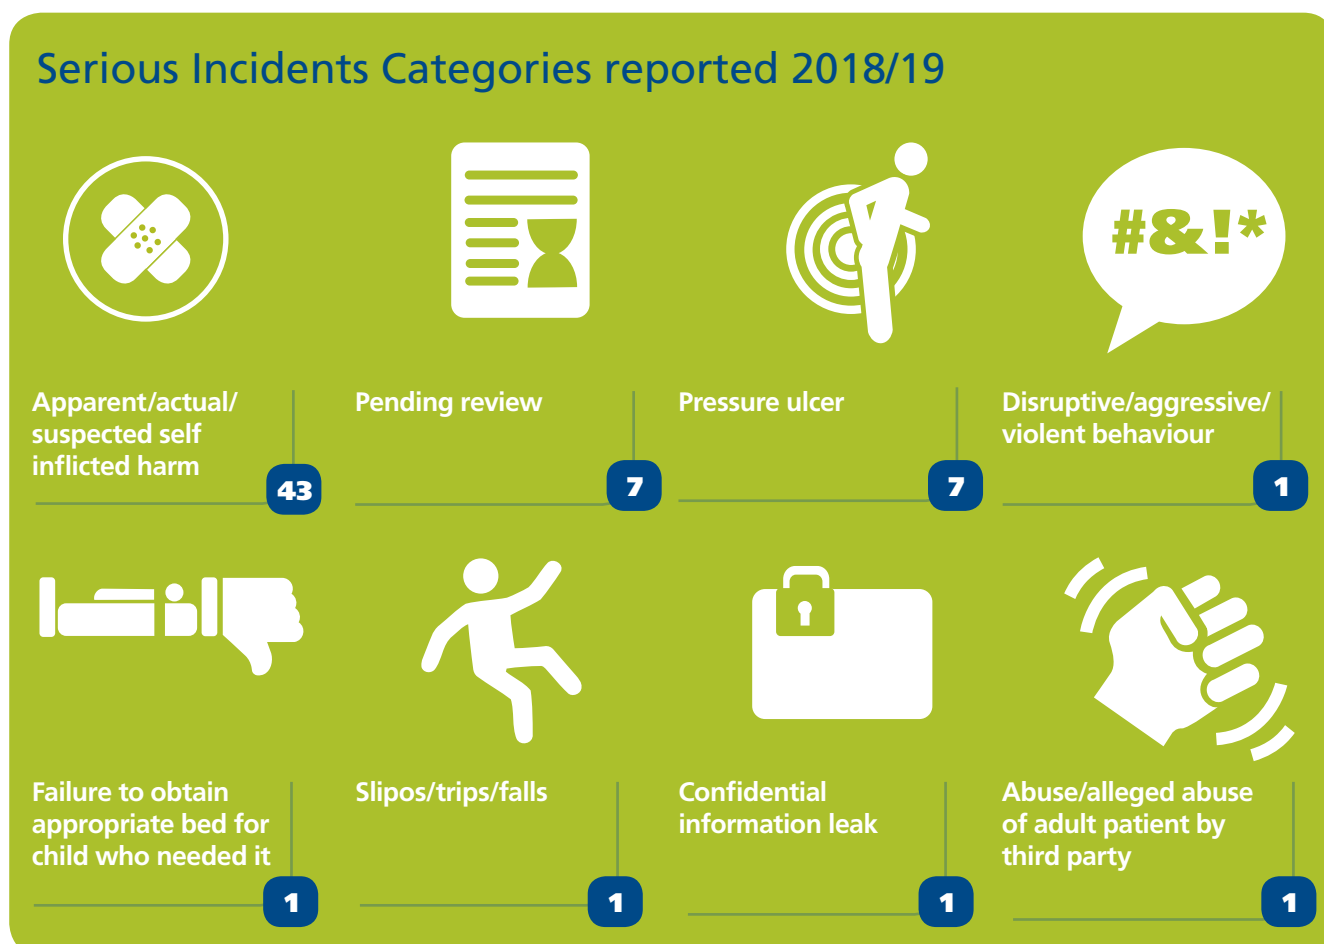 Serious Incidents Categories reported 2018/19
#&!*
Apparent/actual/
suspected self
inflicted harm
43
Pending review
7
Pressure ulcer
7
Disruptive/aggressive/
violent behaviour
1
Failure to obtain
appropriate bed for
child who needed it
1
Slipos/trips/falls
1
Confidential
information leak
1
Abuse/alleged abuse
of adult patient by
third party
1